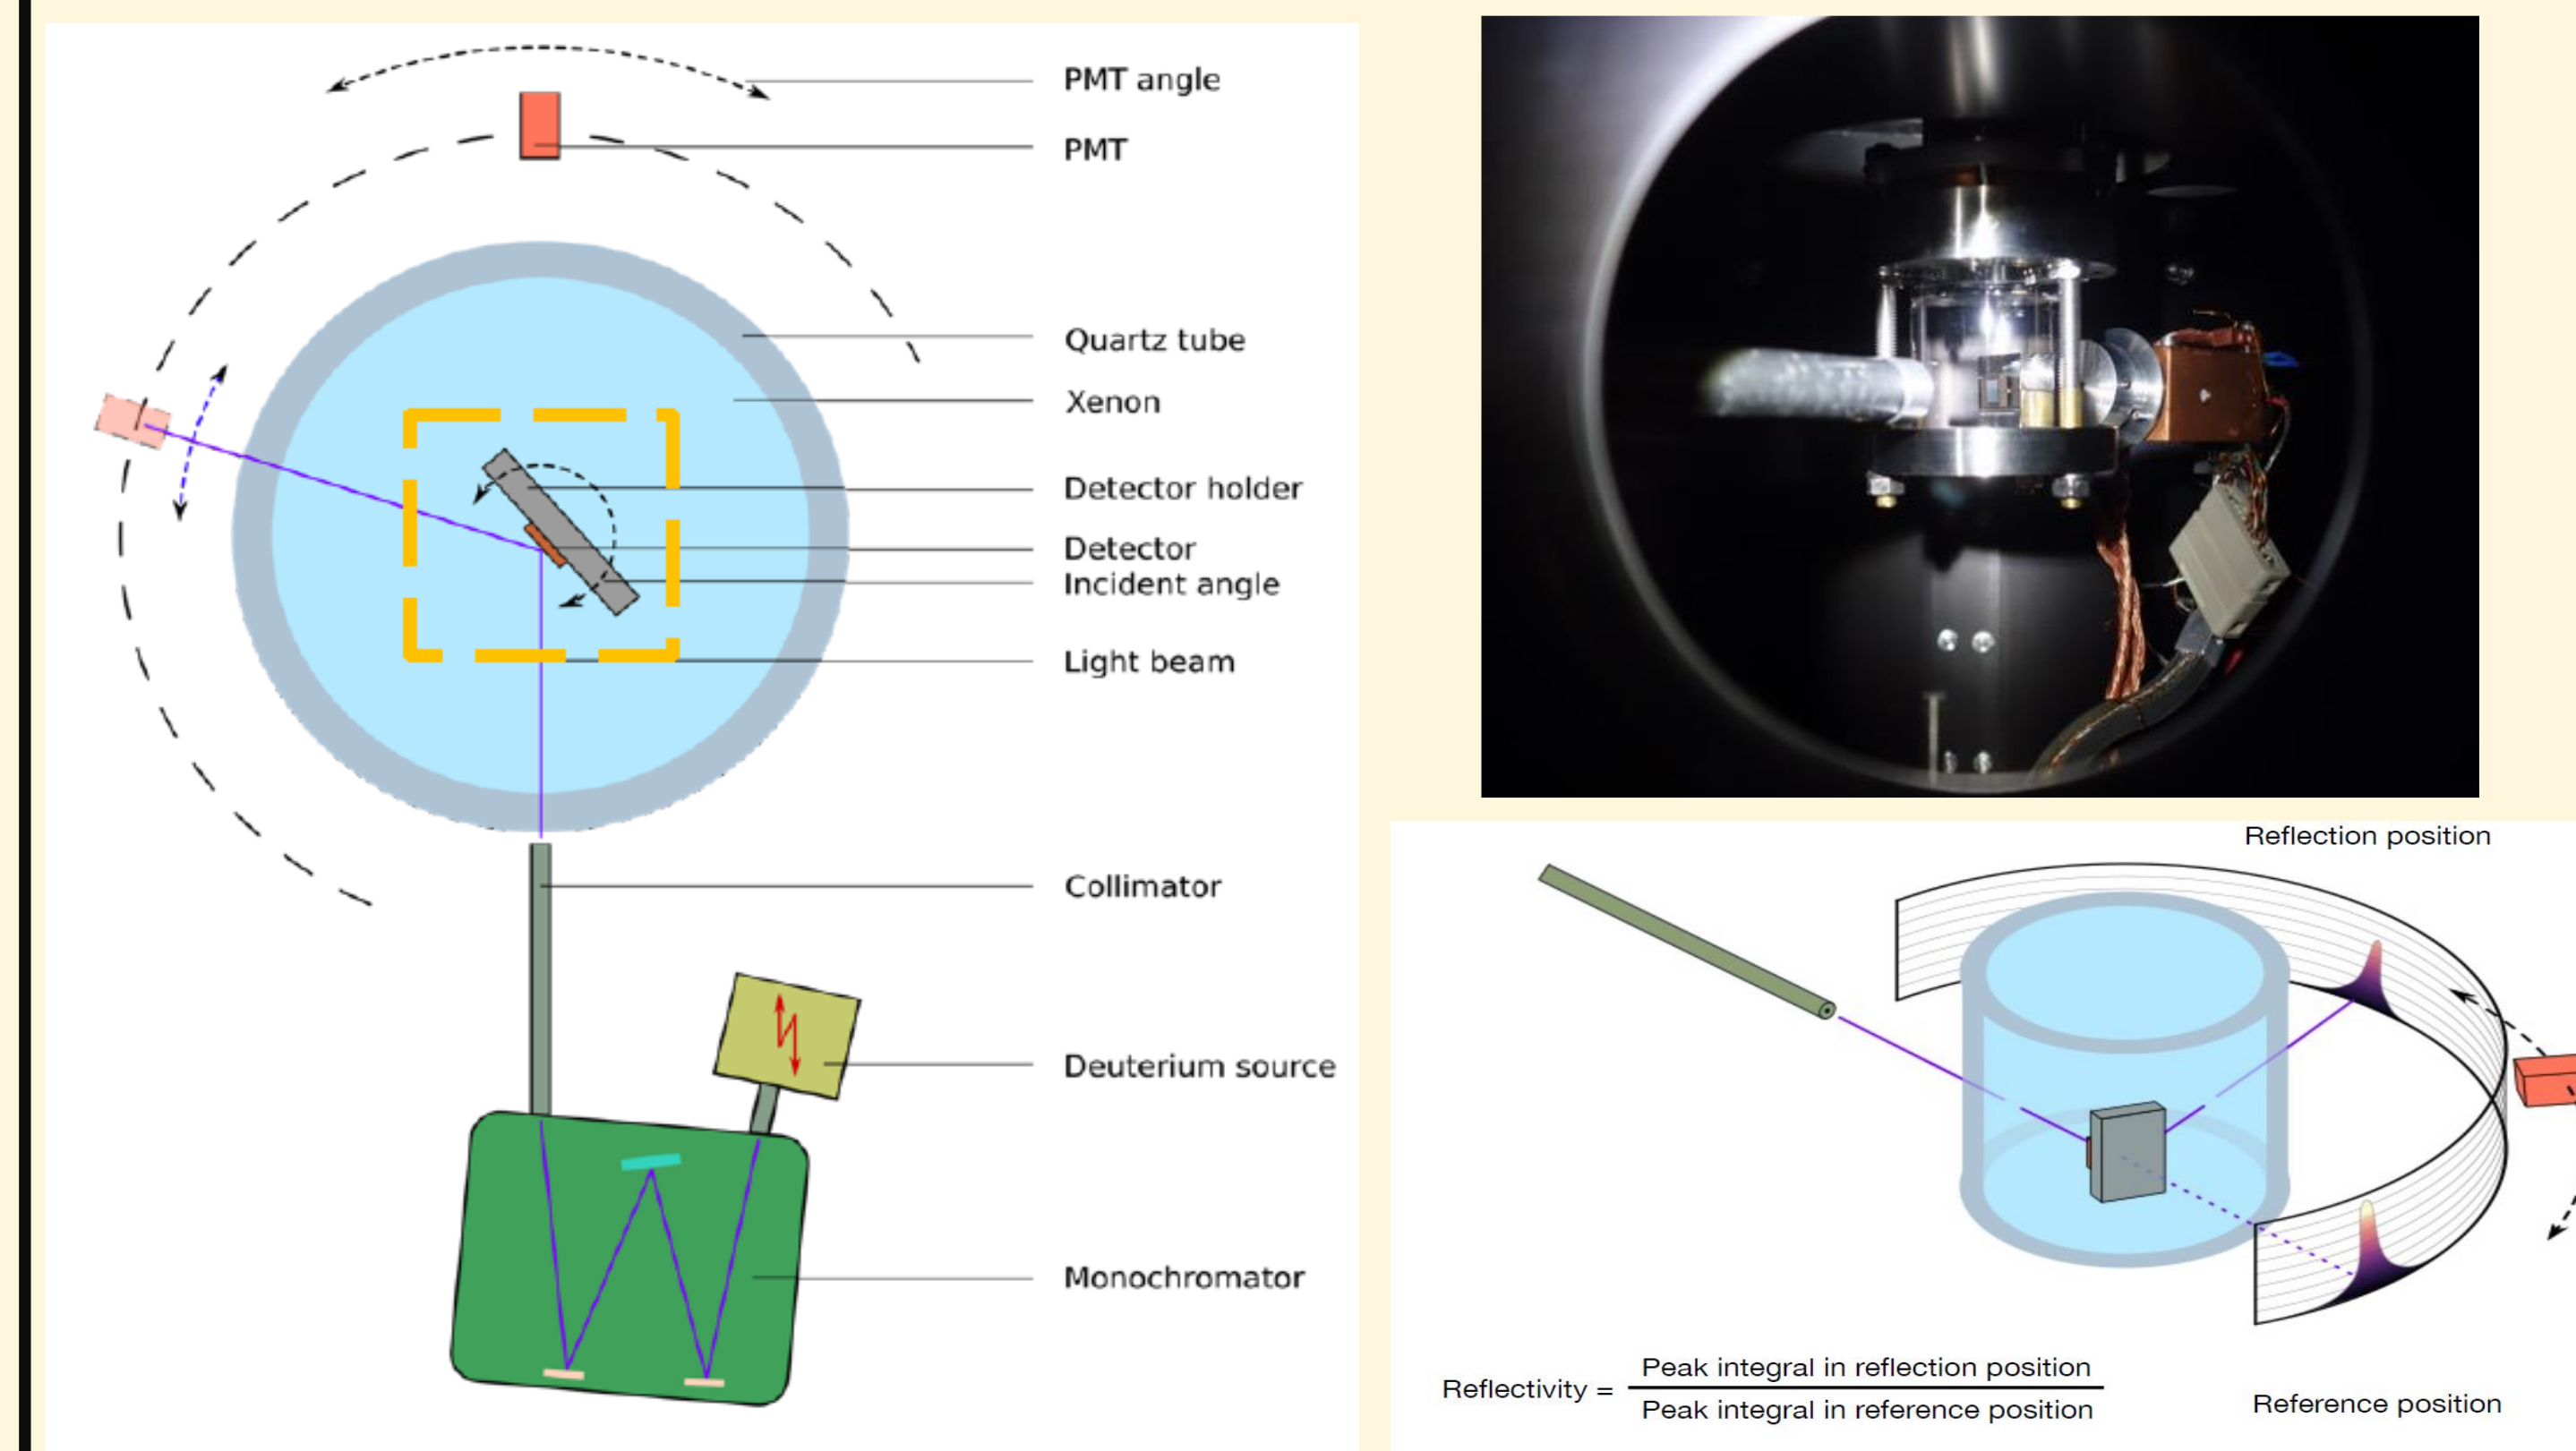 PMT angle
PMT
Quartz tube
Xenon
Detector holder
Detector
Incident angle
Light beam
Collimator
Deuterium source
Monochromator
Reflection position
Reflectivity =
Peak integral in reflection position
Peak integral in reference position
Reference position